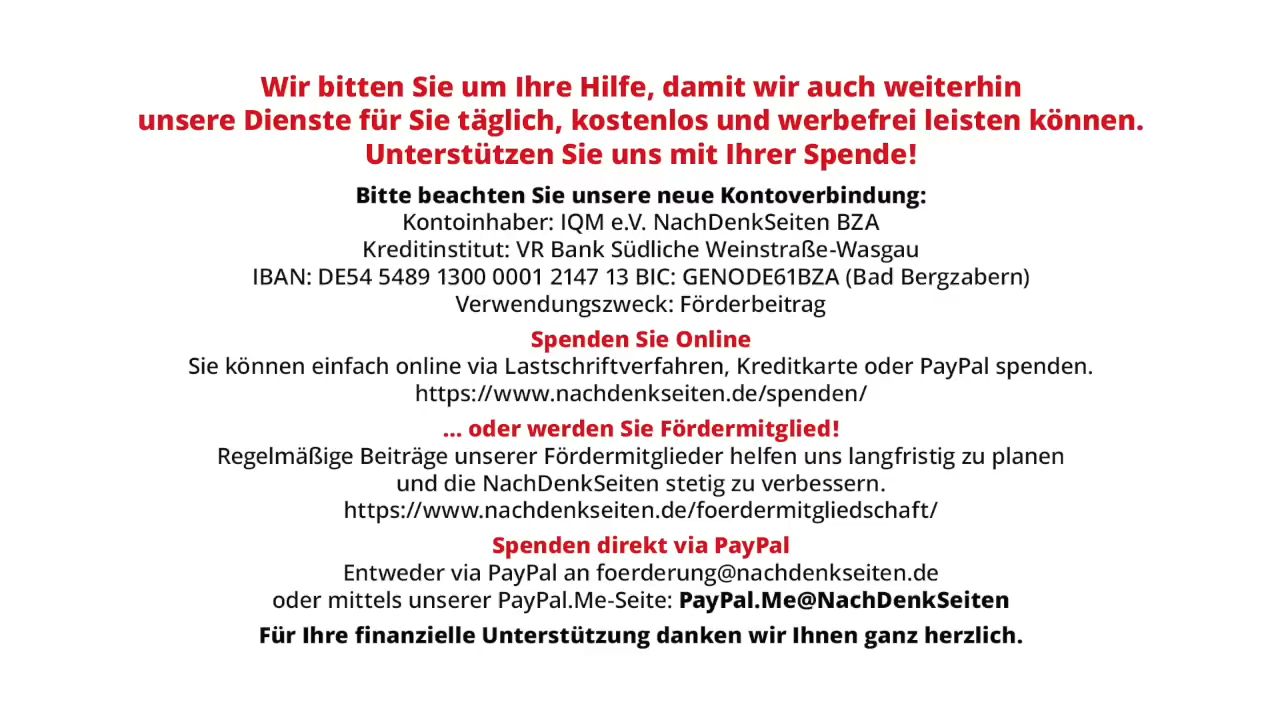 Wir bitten Sie um Ihre Hilfe, damit wir auch weiterhin
unsere Dienste für Sie täglich, kostenlos und werbefrei leisten können.
Unterstützen Sie uns mit Ihrer Spende!
Bitte beachten Sie unsere neue Kontoverbindung:
Kontoinhaber: IQM e.V. NachDenkSeiten BZA
Kreditinstitut: VR Bank Südliche Weinstraße-Wasgau
IBAN: DE54 5489 1300 0001 2147 13 BIC: GENODE61BZA (Bad Bergzabern)
Verwendungszweck: Förderbeitrag
Spenden Sie Online
Sie können einfach online via Lastschriftverfahren, Kreditkarte oder PayPal spenden.
https://www.nachdenkseiten.de/spenden/
... oder werden Sie Fördermitglied!
Regelmäßige Beiträge unserer Fördermitglieder helfen uns langfristig zu planen
und die NachDenkSeiten stetig zu verbessern.
https://www.nachdenkseiten.de/foerdermitgliedschaft/
Spenden direkt via PayPal
Entweder via PayPal an foerderung@nachdenkseiten.de
oder mittels unserer PayPal.Me-Seite: PayPal.Me@NachDenkSeiten
Für Ihre finanzielle Unterstützung danken wir Ihnen ganz herzlich.